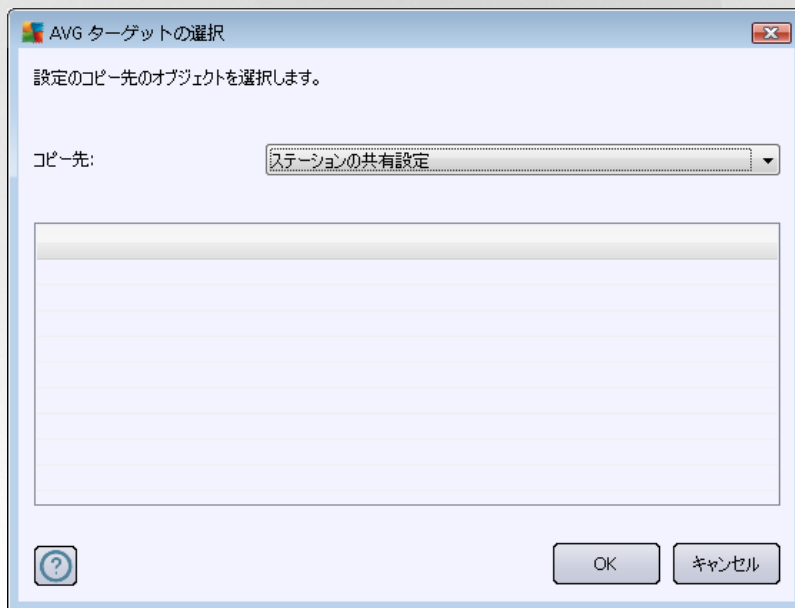 AVG ターゲットの選択
設定のコピー先のオブジェクトを選択します。
コピー先:
ステーションの共有設定
?
OK
キャンセル